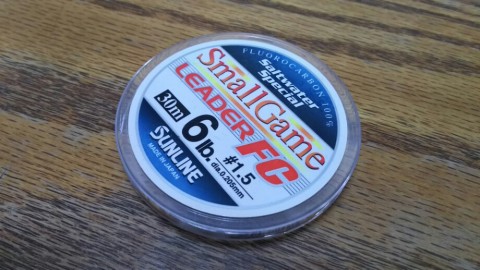 FLUOROCARBON 100%
Saltwater
Special
SmallGame
LEADER FC
30m
6lb.
#1.5
dia.0.205mm
SUNLINE
MADE IN JAPAN